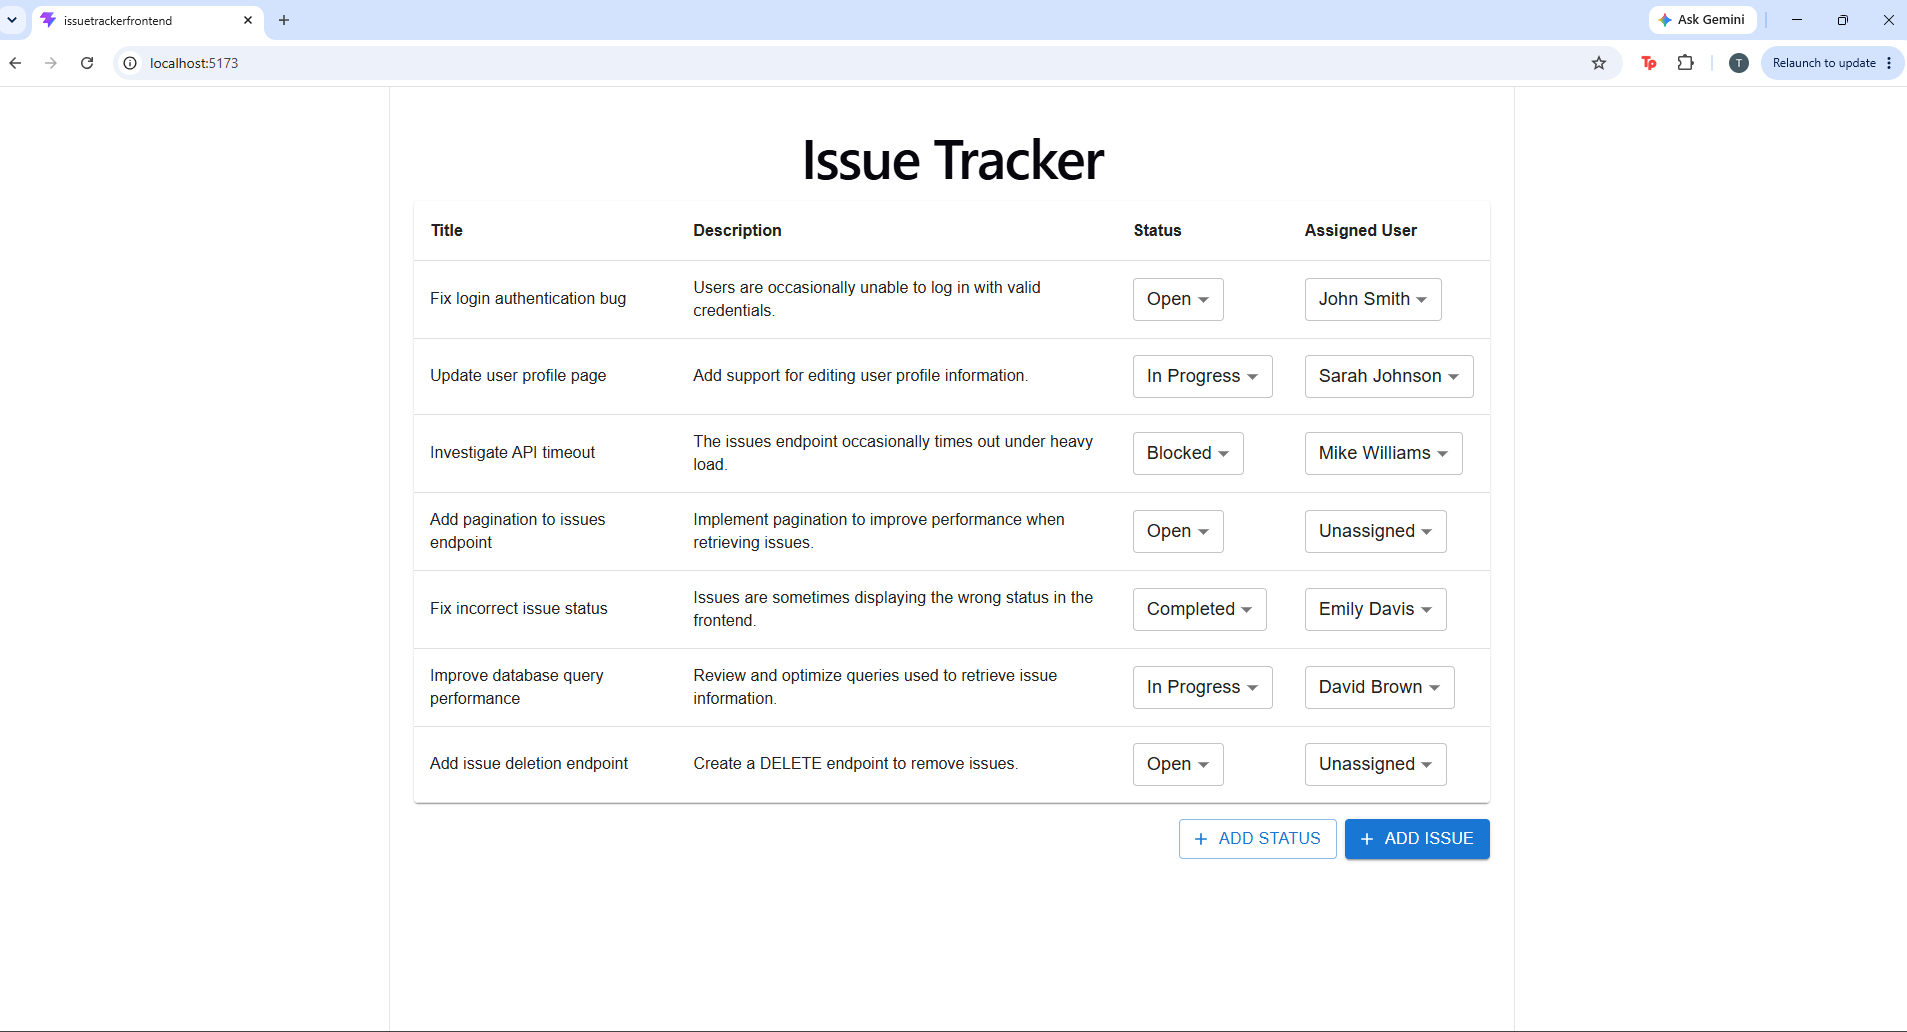 issuetrackerfrontend
Ask Gemini
localhost:5173
Tp
T
Relaunch to update
Issue Tracker
Title Description Status Assigned User
Fix login authentication bug
Users are occasionally unable to log in with valid
credentials.
Open
John Smith
Update user profile page
Add support for editing user profile information.
In Progress
Sarah Johnson
Investigate API timeout
The issues endpoint occasionally times out under heavy
load.
Blocked
Mike Williams
Add pagination to issues
endpoint
Implement pagination to improve performance when
retrieving issues.
Open
Unassigned
Fix incorrect issue status
Issues are sometimes displaying the wrong status in the
frontend.
Completed
Emily Davis
Improve database query
performance
Review and optimize queries used to retrieve issue
information.
In Progress
David Brown
Add issue deletion endpoint
Create a DELETE endpoint to remove issues.
Open
Unassigned
+ ADD STATUS
+ ADD ISSUE